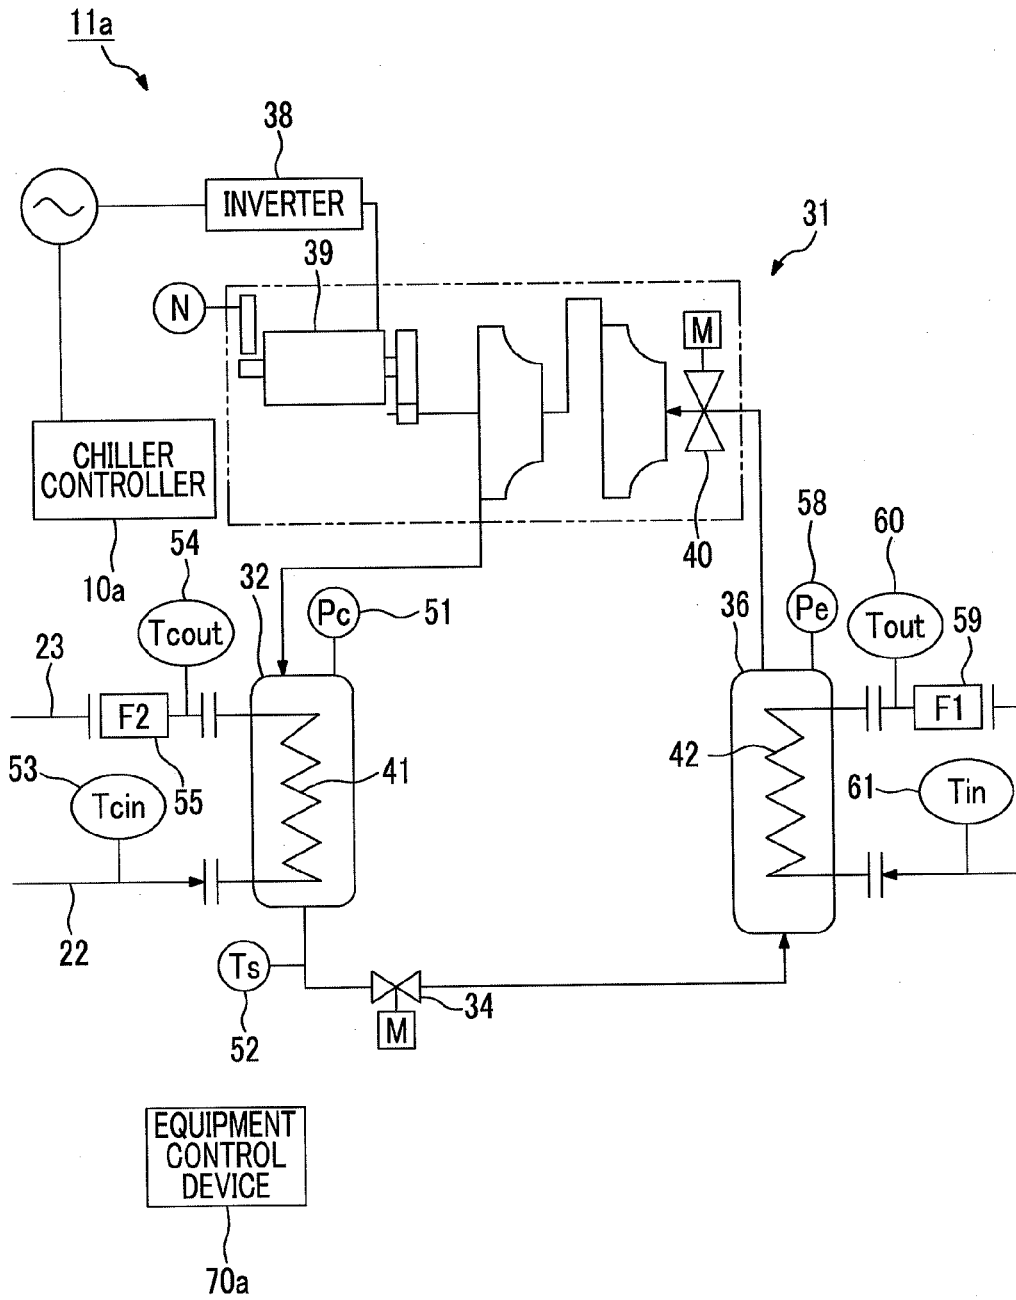 11a
38
INVERTER
31
39
N
M
CHILLER
CONTROLLER
40
58
60
54
10a
32
Pc
51
36
Pe
Tout
59
Tcout
23
F2
F1
53
41
42
Tcin
55
61
Tin
22
Ts
34
M
52
EQUIPMENT
CONTROL
DEVICE
70a